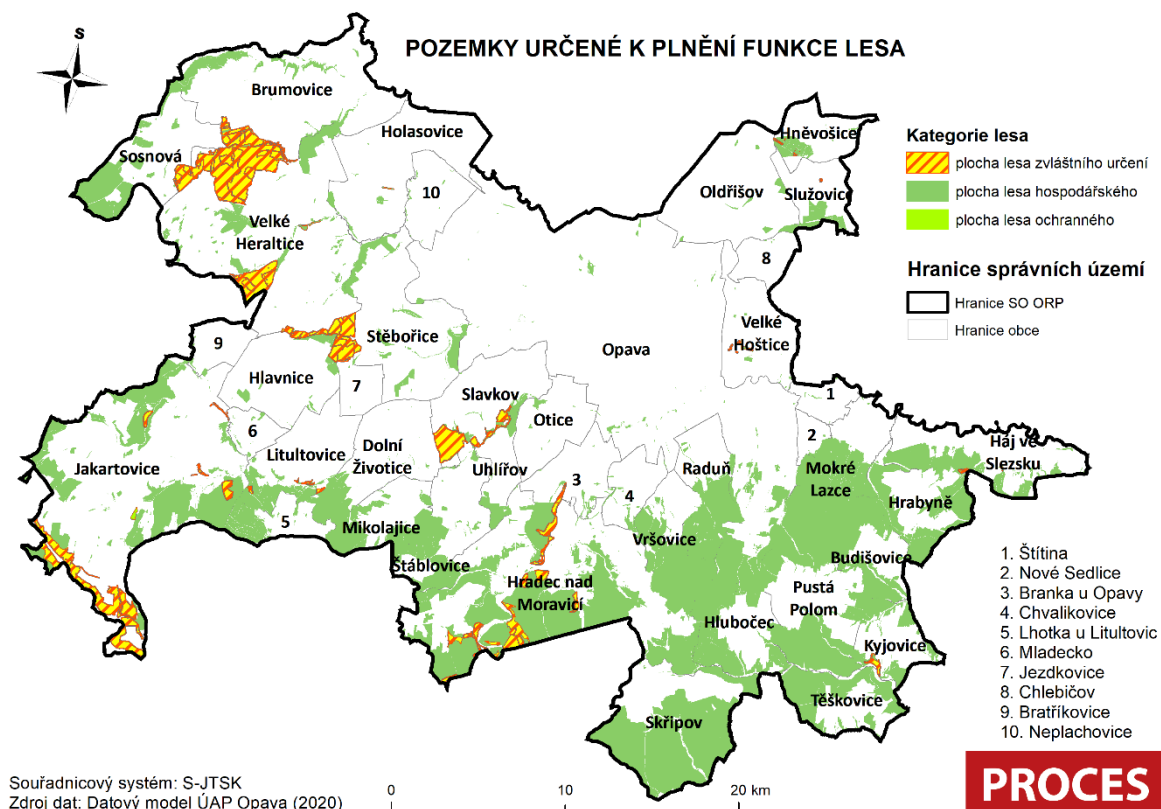 POZEMKY URČENÉ K PLNĚNÍ FUNKCE LESA
S
Brumovice
Holasovice
Sosnová
10
Velké
Heraltice
Hněvošice
Oldřišov
Služovice
8
Velké
Hoštice
Stěbořice
Opava
9
Hlavnice
7
Slavkov
Otice
6
Litultovice
Dolní
Životice
Uhlířov
Jakartovice
5
Mikolajice
Štáblovice
3
4
Raduň
1
2
Mokré
Lazce
Háj ve
Slezsku
Hrabyně
Vršovice
Budišovice
Hradec nad
Moravicí
Pustá
Polom
Hlubočec
Kyjovice
Těškovice
Skřipov
Kategorie lesa
plocha lesa zvláštního určení
plocha lesa hospodářského
plocha lesa ochranného
Hranice správních území
Hranice SO ORP
Hranice obce
1. Štítina
2. Nové Sedlice
3. Branka u Opavy
4. Chvalikovice
5. Lhotka u Litultovic
6. Mladecko
7. Jezdkovice
8. Chlebičov
9. Bratříkovice
10. Neplachovice
Souřadnicový systém: S-JTSK
Zdroj dat: Datový model ÚAP Opava (2020)
0 10 20 km
PROCES